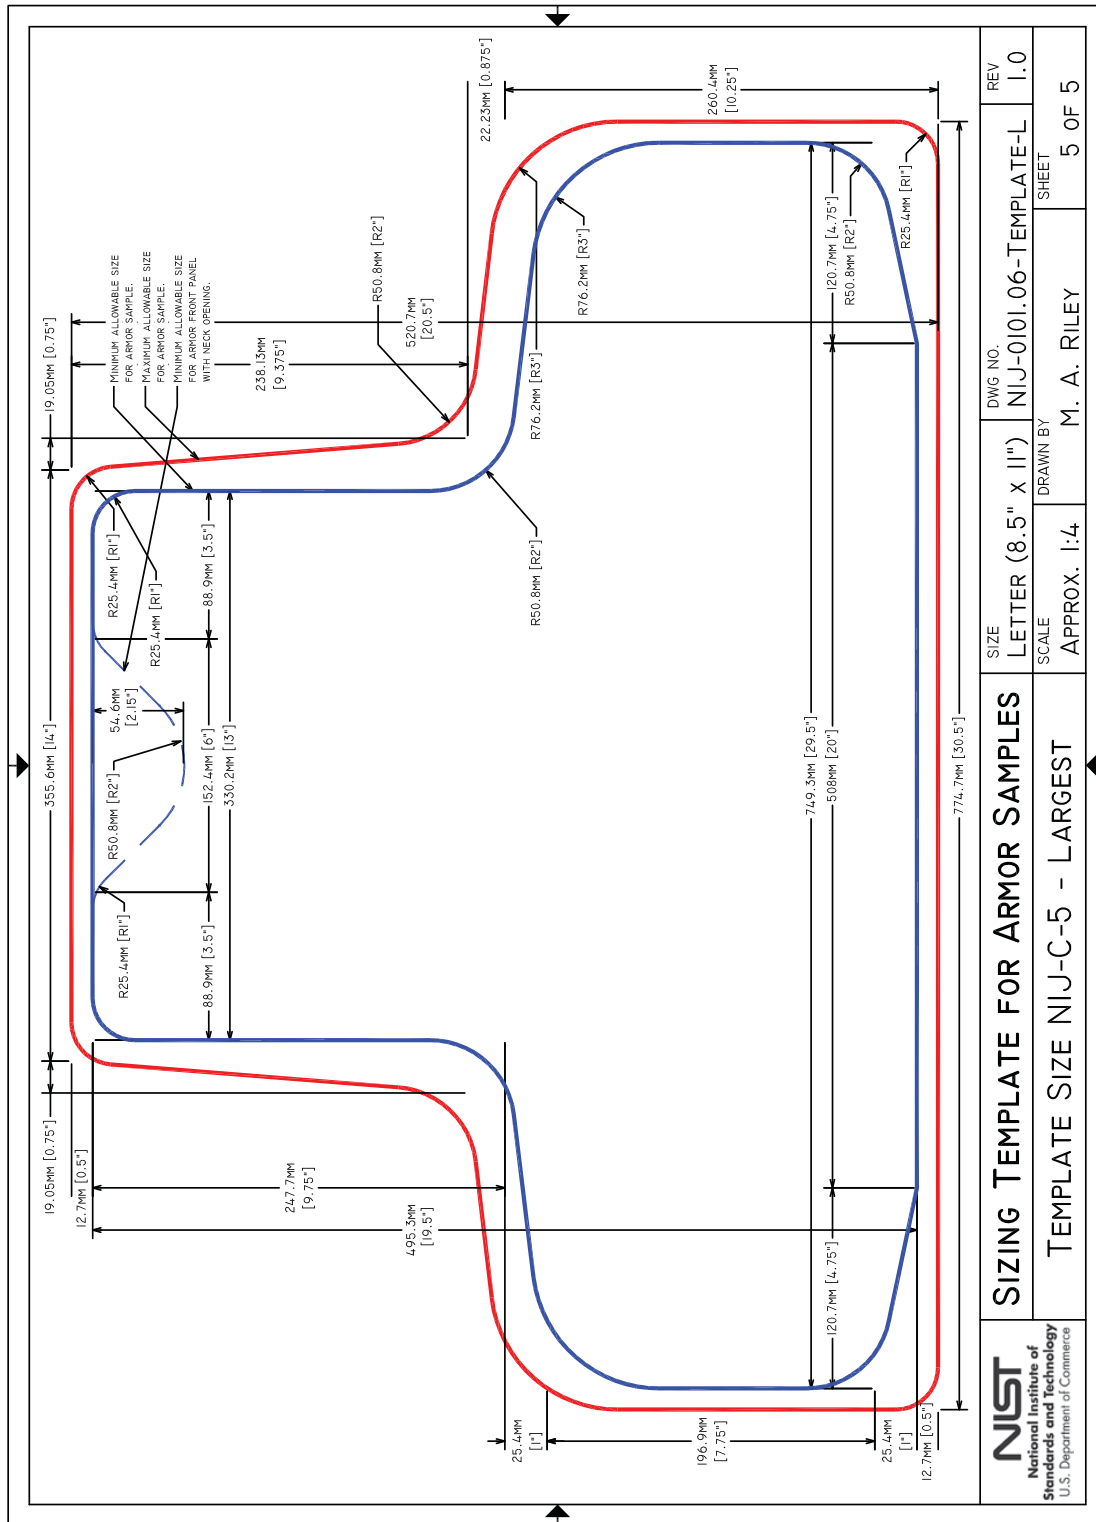 22.23MM [0.875"]
260.4MM
[10.25"]
19.05MM [0.75"]
MINIMUM ALLOWABLE SIZE
FOR ARMOR SAMPLE.
MAXIMUM ALLOWABLE SIZE
FOR ARMOR SAMPLE.
MINIMUM ALLOWABLE SIZE
FOR ARMOR FRONT PANEL
WITH NECK OPENING.
238.13MM
[9.375"]
520.7MM
[20.5"]
R50.8MM [R2"]
R76.2MM [R3"]
R76.2MM [R3"]
120.7MM [4.75"]
R50.8MM [R2"]
R25.4MM [R1"]
R25.4MM [R1"]
R25.4MM [R1"]
88.9MM [3.5"]
R50.8MM [R2"]
355.6MM [14"]
54.6MM
[2.15"]
R50.8MM [R2"]
152.4MM [6"]
330.2MM [13"]
749.3MM [29.5"]
508MM [20"]
774.7MM [30.5"]
R25.4MM [R1"]
88.9MM [3.5"]
19.05MM [0.75"]
12.7MM [0.5"]
247.7MM
[9.75"]
495.3MM
[19.5"]
120.7MM [4.75"]
25.4MM
[1"]
196.9MM
[7.75"]
25.4MM
[1"]
12.7MM [0.5"]
NIST
National Institute of
Standards and Technology
U.S. Department of Commerce
SIZING TEMPLATE FOR ARMOR SAMPLES
TEMPLATE SIZE NIJ-C-5 - LARGEST
SIZE
LETTER (8.5" X 11")
DWG NO.
NIJ-0101.06-TEMPLATE-L
REV
1.0
SCALE
APPROX. 1:4
DRAWN BY
M. A. RILEY
SHEET
5 OF 5